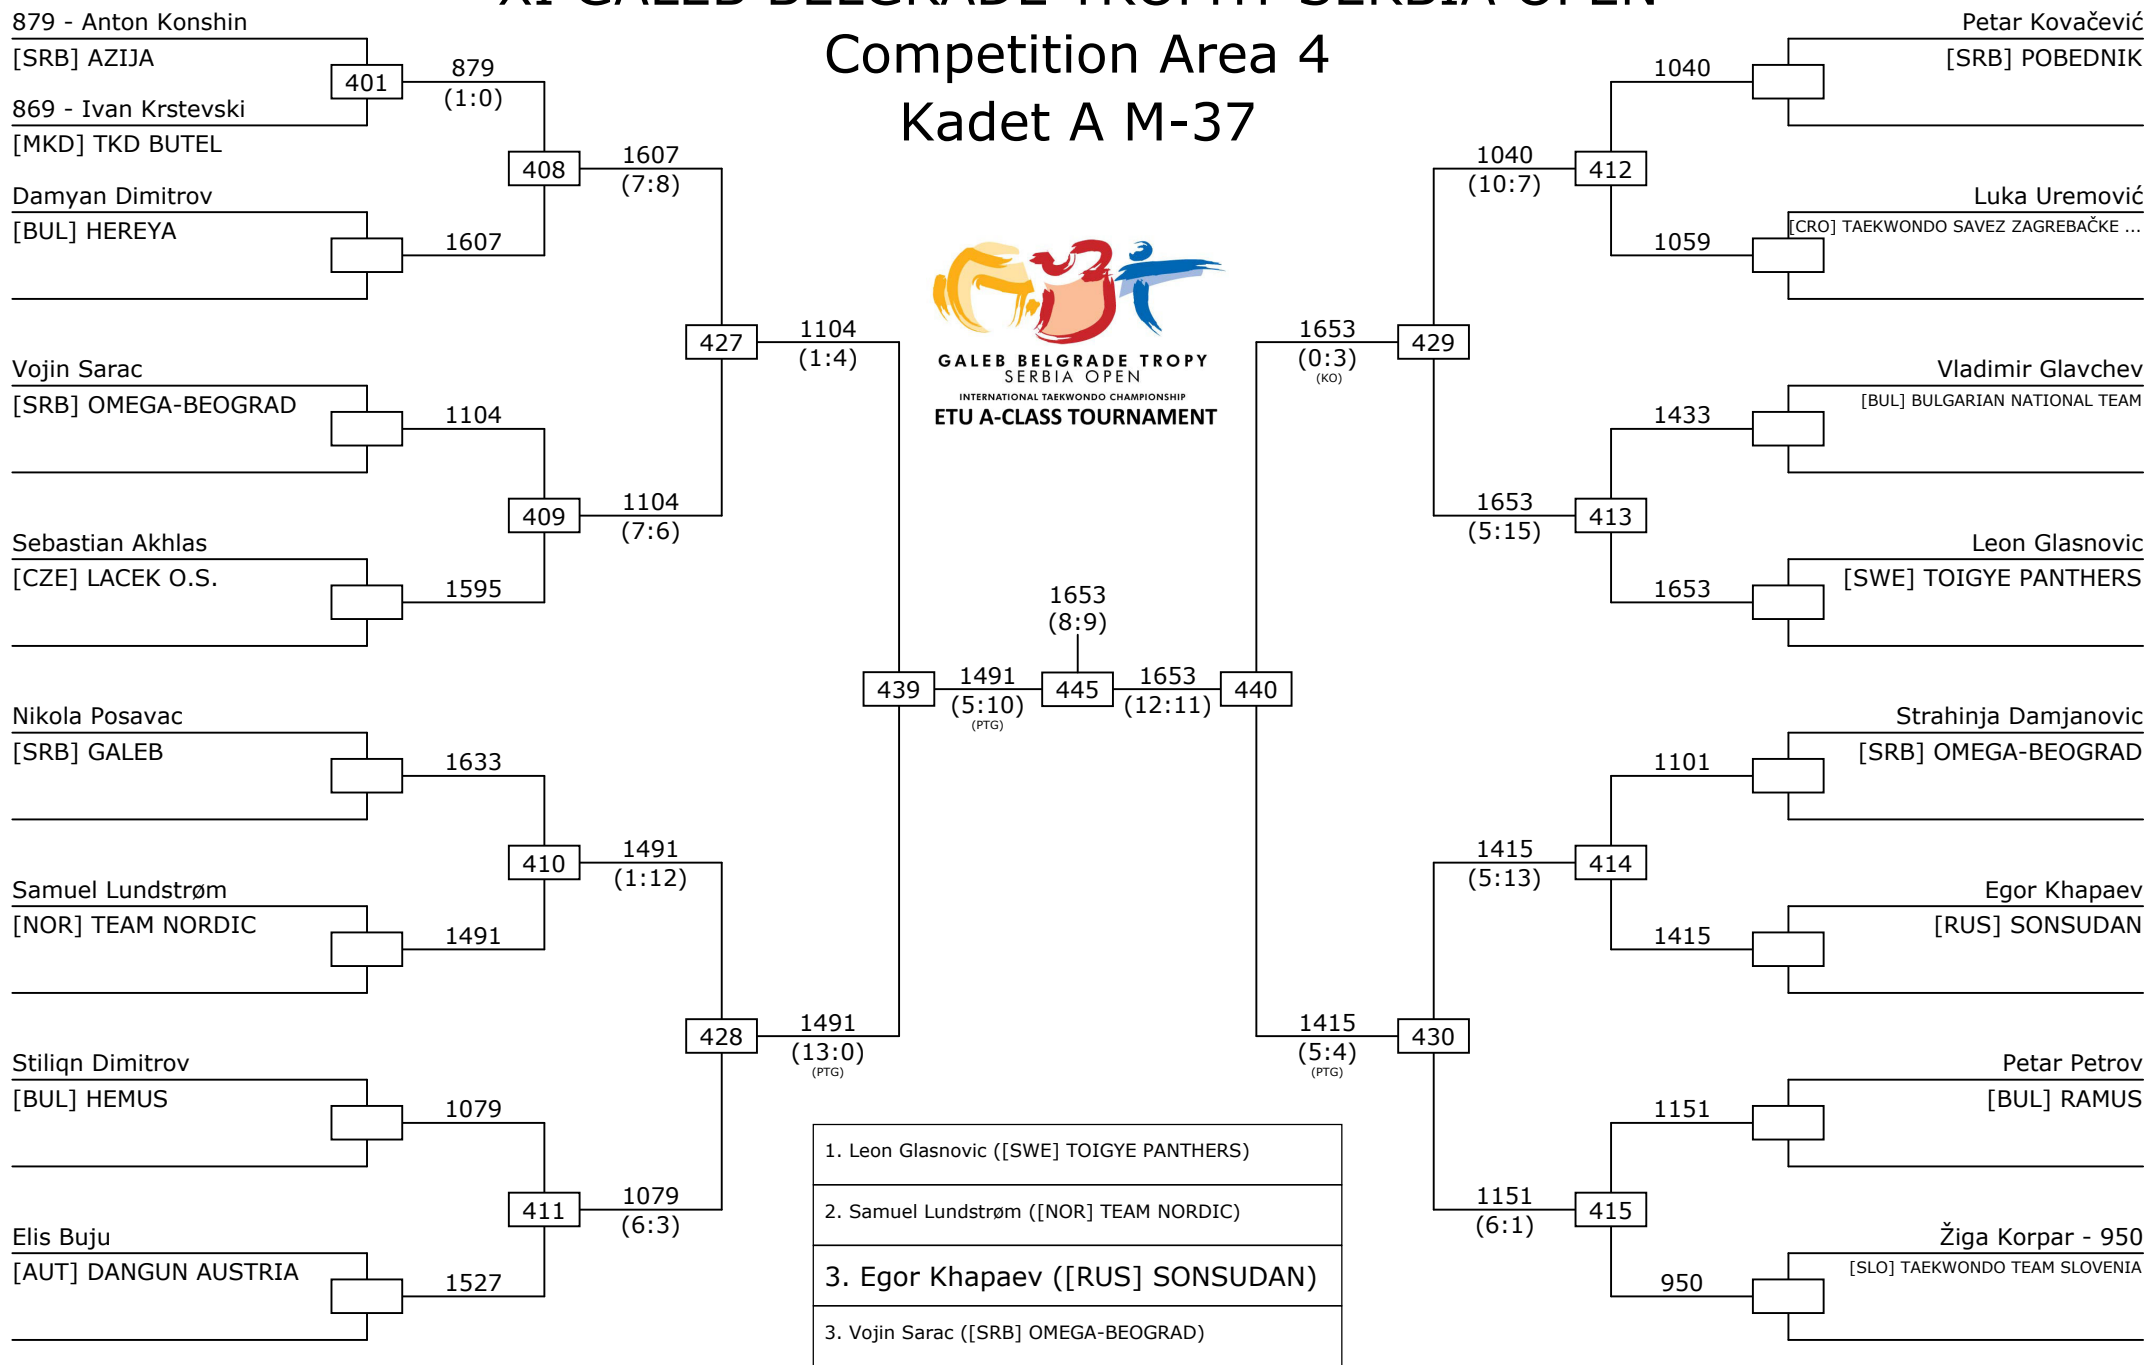 XI GALEB BELGRADE TROPHY SERBIA OPEN
Competition Area 4
Kadet A M-37
879 - Anton Konshin
[SRB] AZIJA
869 - Ivan Krstevski
[MKD] TKD BUTEL
Damyan Dimitrov
[BUL] HEREYA
Vojin Sarac
[SRB] OMEGA-BEOGRAD
Sebastian Akhlas
[CZE] LACEK O.S.
Nikola Posavac
[SRB] GALEB
Samuel Lundstrøm
[NOR] TEAM NORDIC
Stiliqn Dimitrov
[BUL] HEMUS
Elis Buju
[AUT] DANGUN AUSTRIA
401
879
(1:0)
1607
1104
1595
1633
1491
1079
1527
408
1607
(7:8)
409
1104
(7:6)
410
1491
(1:12)
411
1079
(6:3)
427
1104
(1:4)
428
1491
(13:0)
(PTG)
439
1491
(5:10)
(PTG)
1653
(8:9)
445
1653
(12:11)
440
GALEB BELGRADE TROPY
SERBIA OPEN
INTERNATIONAL TAEKWONDO CHAMPIONSHIP
ETU A-CLASS TOURNAMENT
1653
(0:3)
(KO)
429
1415
(5:4)
(PTG)
430
1040
(10:7)
412
1653
(5:15)
413
1415
(5:13)
414
1151
(6:1)
415
1040
1059
1433
1653
1101
1415
1151
950
Petar Kovačević
[SRB] POBEDNIK
Luka Uremović
[CRO] TAEKWONDO SAVEZ ZAGREBAČKE ...
Vladimir Glavchev
[BUL] BULGARIAN NATIONAL TEAM
Leon Glasnovic
[SWE] TOIGYE PANTHERS
Strahinja Damjanovic
[SRB] OMEGA-BEOGRAD
Egor Khapaev
[RUS] SONSUDAN
Petar Petrov
[BUL] RAMUS
Žiga Korpar - 950
[SLO] TAEKWONDO TEAM SLOVENIA
1. Leon Glasnovic ([SWE] TOIGYE PANTHERS)
2. Samuel Lundstrøm ([NOR] TEAM NORDIC)
3. Egor Khapaev ([RUS] SONSUDAN)
3. Vojin Sarac ([SRB] OMEGA-BEOGRAD)